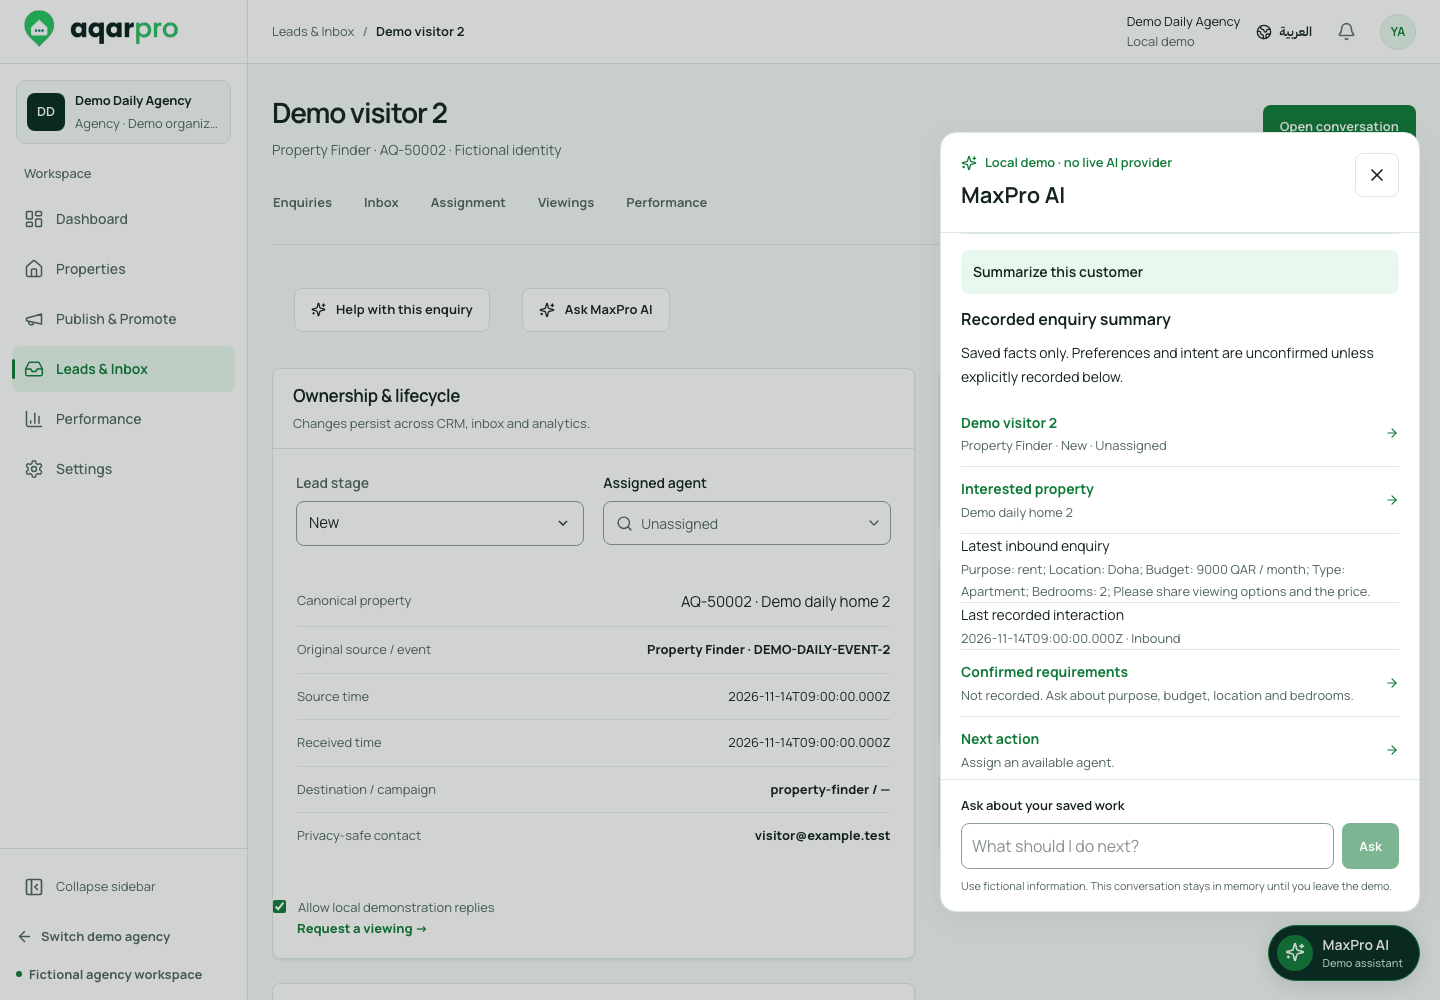 aqarpro
Leads & Inbox / Demo visitor 2
Demo Daily Agency
Local demo
العربية
YA
DD
Demo Daily Agency
Agency · Demo organiz...
Workspace
Dashboard
Properties
Publish & Promote
Leads & Inbox
Performance
Settings
Collapse sidebar
Switch demo agency
Fictional agency workspace
Demo visitor 2
Property Finder · AQ-50002 · Fictional identity
Open conversation
Enquiries
Inbox
Assignment
Viewings
Performance
Help with this enquiry
Ask MaxPro AI
Ownership & lifecycle
Changes persist across CRM, inbox and analytics.
Lead stage
New
Assigned agent
Unassigned
Canonical property
AQ-50002 · Demo daily home 2
Original source / event
Property Finder · DEMO-DAILY-EVENT-2
Source time
2026-11-14T09:00:00.000Z
Received time
2026-11-14T09:00:00.000Z
Destination / campaign
property-finder / —
Privacy-safe contact
visitor@example.test
Allow local demonstration replies
Request a viewing →
Local demo · no live AI provider
MaxPro AI
Summarize this customer
Recorded enquiry summary
Saved facts only. Preferences and intent are unconfirmed unless
explicitly recorded below.
Demo visitor 2
Property Finder · New · Unassigned
Interested property
Demo daily home 2
Latest inbound enquiry
Purpose: rent; Location: Doha; Budget: 9000 QAR / month; Type:
Apartment; Bedrooms: 2; Please share viewing options and the price.
Last recorded interaction
2026-11-14T09:00:00.000Z · Inbound
Confirmed requirements
Not recorded. Ask about purpose, budget, location and bedrooms.
Next action
Assign an available agent.
Ask about your saved work
What should I do next?
Ask
Use fictional information. This conversation stays in memory until you leave the demo.
MaxPro AI
Demo assistant